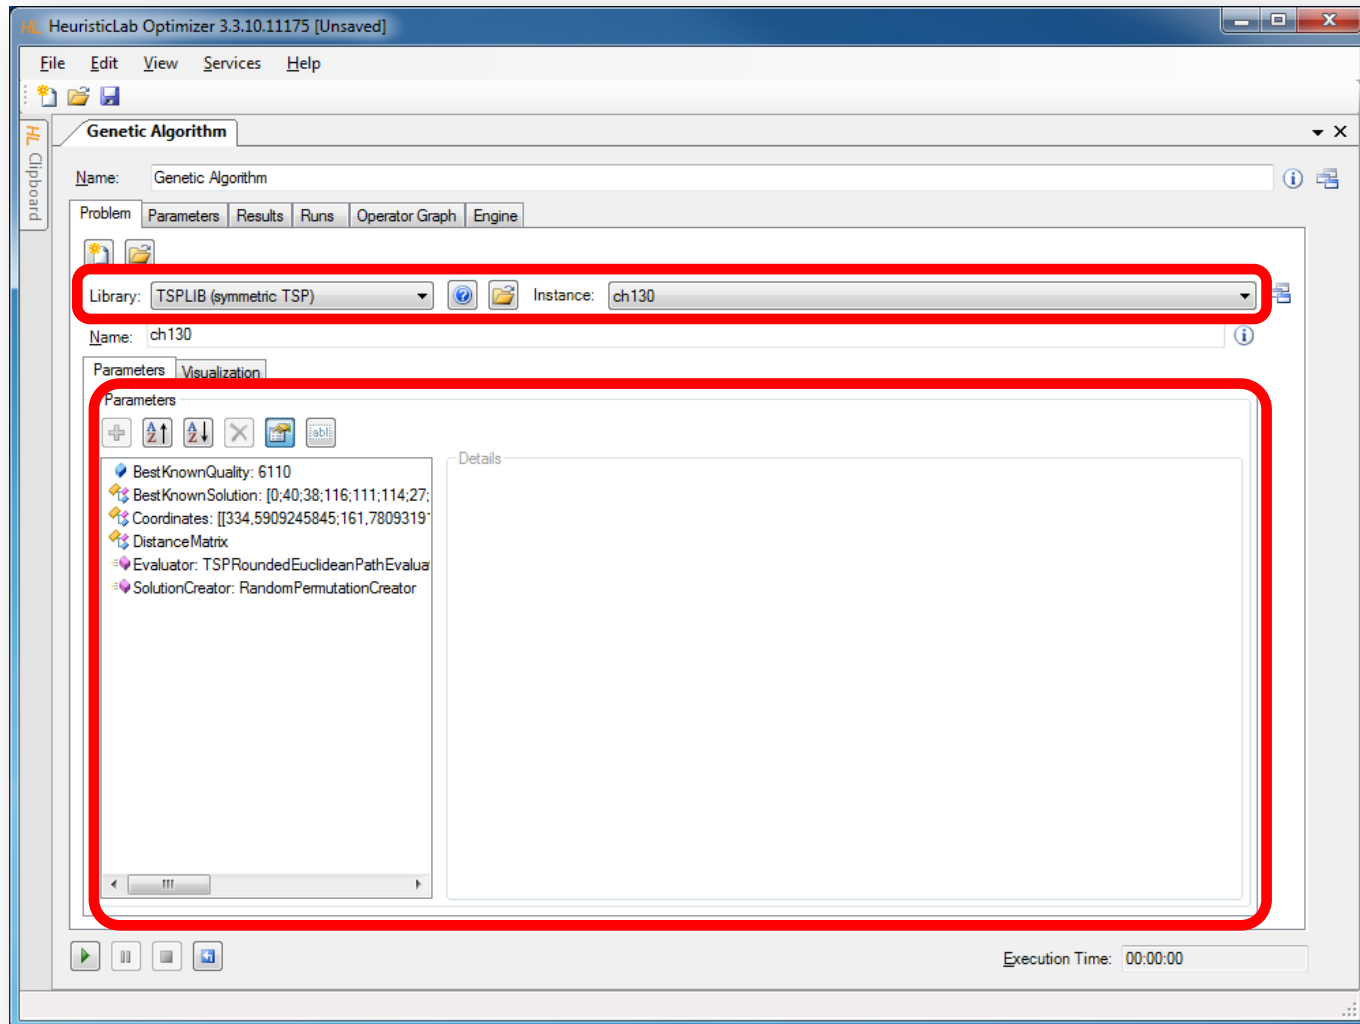 HL HeuristicLab Optimizer 3.3.10.11175 [Unsaved]
File Edit View Services Help
HL Clipboard
Genetic Algorithm
Name: Genetic Algorithm
Problem Parameters Results Runs Operator Graph Engine
Library: TSPLIB (symmetric TSP) Instance: ch130
Name: ch130
Parameters Visualization
Parameters
abl
Details
BestKnownQuality: 6110
BestKnownSolution: [0;40;38;116;111;114;27;
Coordinates: [[334,5909245845;161,7809319
DistanceMatrix
Evaluator: TSPRoundedEuclideanPathEvalua
SolutionCreator: RandomPermutationCreator
Execution Time: 00:00:00